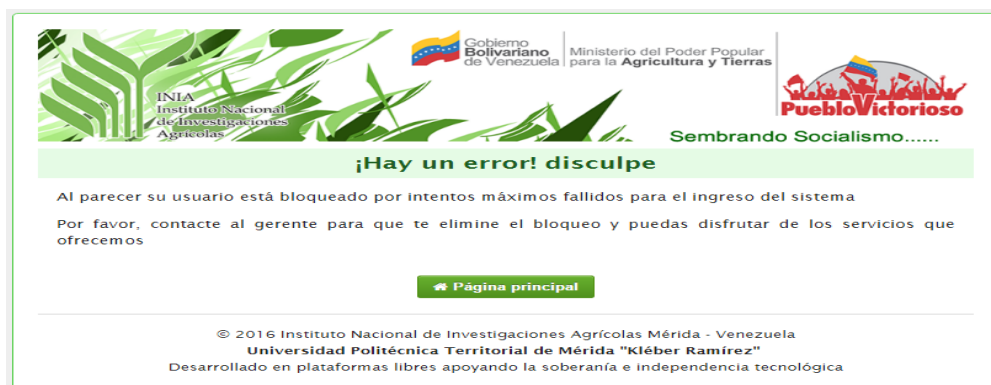 INIA
Instituto Nacional
de Investigaciones
Agrícolas
Gobierno
Bolivariano
de Venezuela
Ministerio del Poder Popular
para la Agricultura y Tierras
PuebloVictorioso
Sembrando Socialismo......
¡Hay un error! disculpe
Al parecer su usuario está bloqueado por intentos máximos fallidos para el ingreso del sistema
Por favor, contacte al gerente para que te elimine el bloqueo y puedas disfrutar de los servicios que
ofrecemos
Página principal
© 2016 Instituto Nacional de Investigaciones Agrícolas Mérida - Venezuela
Universidad Politécnica Territorial de Mérida "Kléber Ramírez"
Desarrollado en plataformas libres apoyando la soberanía e independencia tecnológica